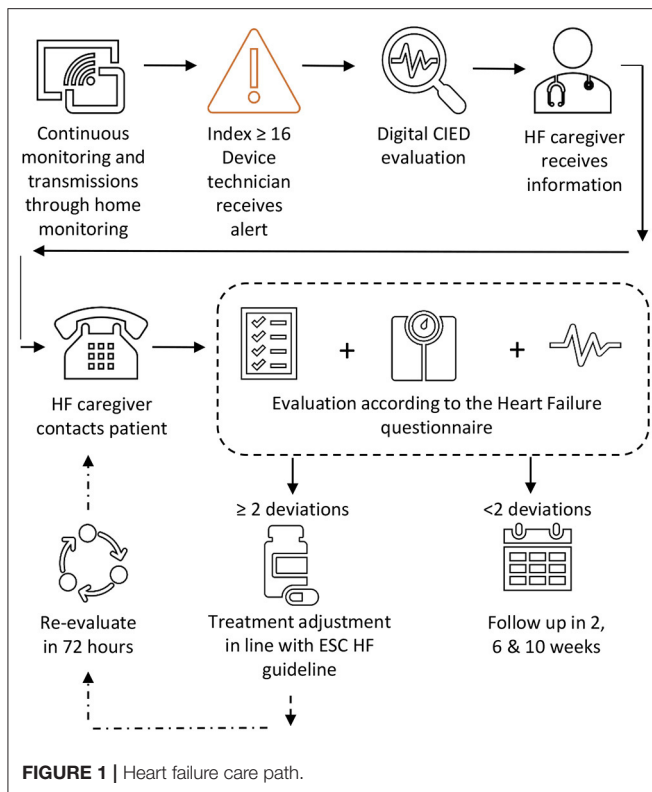 Continuous
monitoring and
transmissions
through home
monitoring
Index ≥ 16
Device
technician
receives
alert
Digital CIED
evaluation
HF caregiver
receives
information
HF caregiver
contacts patient
Evaluation according to the Heart Failure
questionnaire
≥ 2 deviations
<2 deviations
Re-evaluate
in 72 hours
Treatment adjustment
in line with ESC HF
guideline
Follow up in 2,
6 & 10 weeks
FIGURE 1 | Heart failure care path.